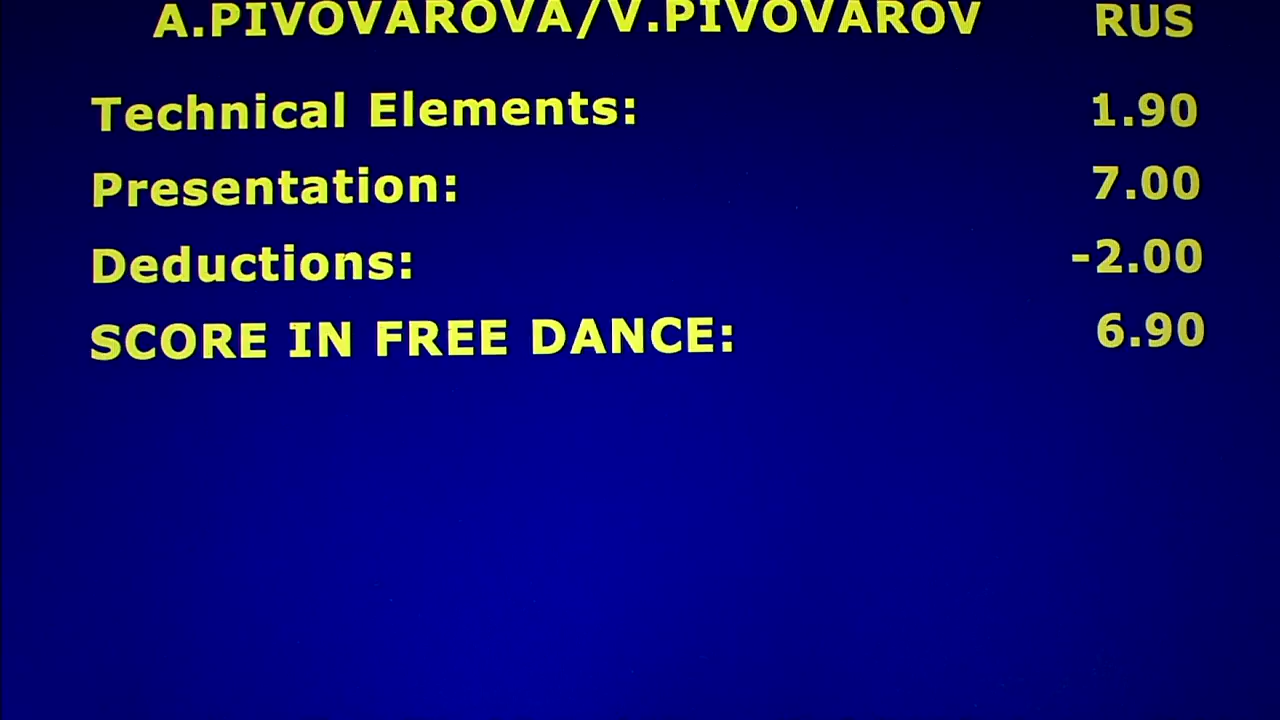 A.PIVOVAROVA/V.PIVOVAROV RUS
Technical Elements: 1.90
Presentation: 7.00
Deductions: -2.00
SCORE IN FREE DANCE: 6.90